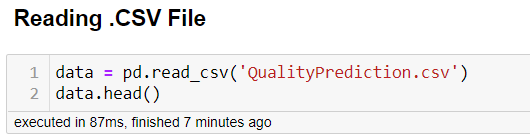 Reading .CSV File
1 data = pd.read_csv('QualityPrediction.csv')
2 data.head()
executed in 87ms, finished 7 minutes ago